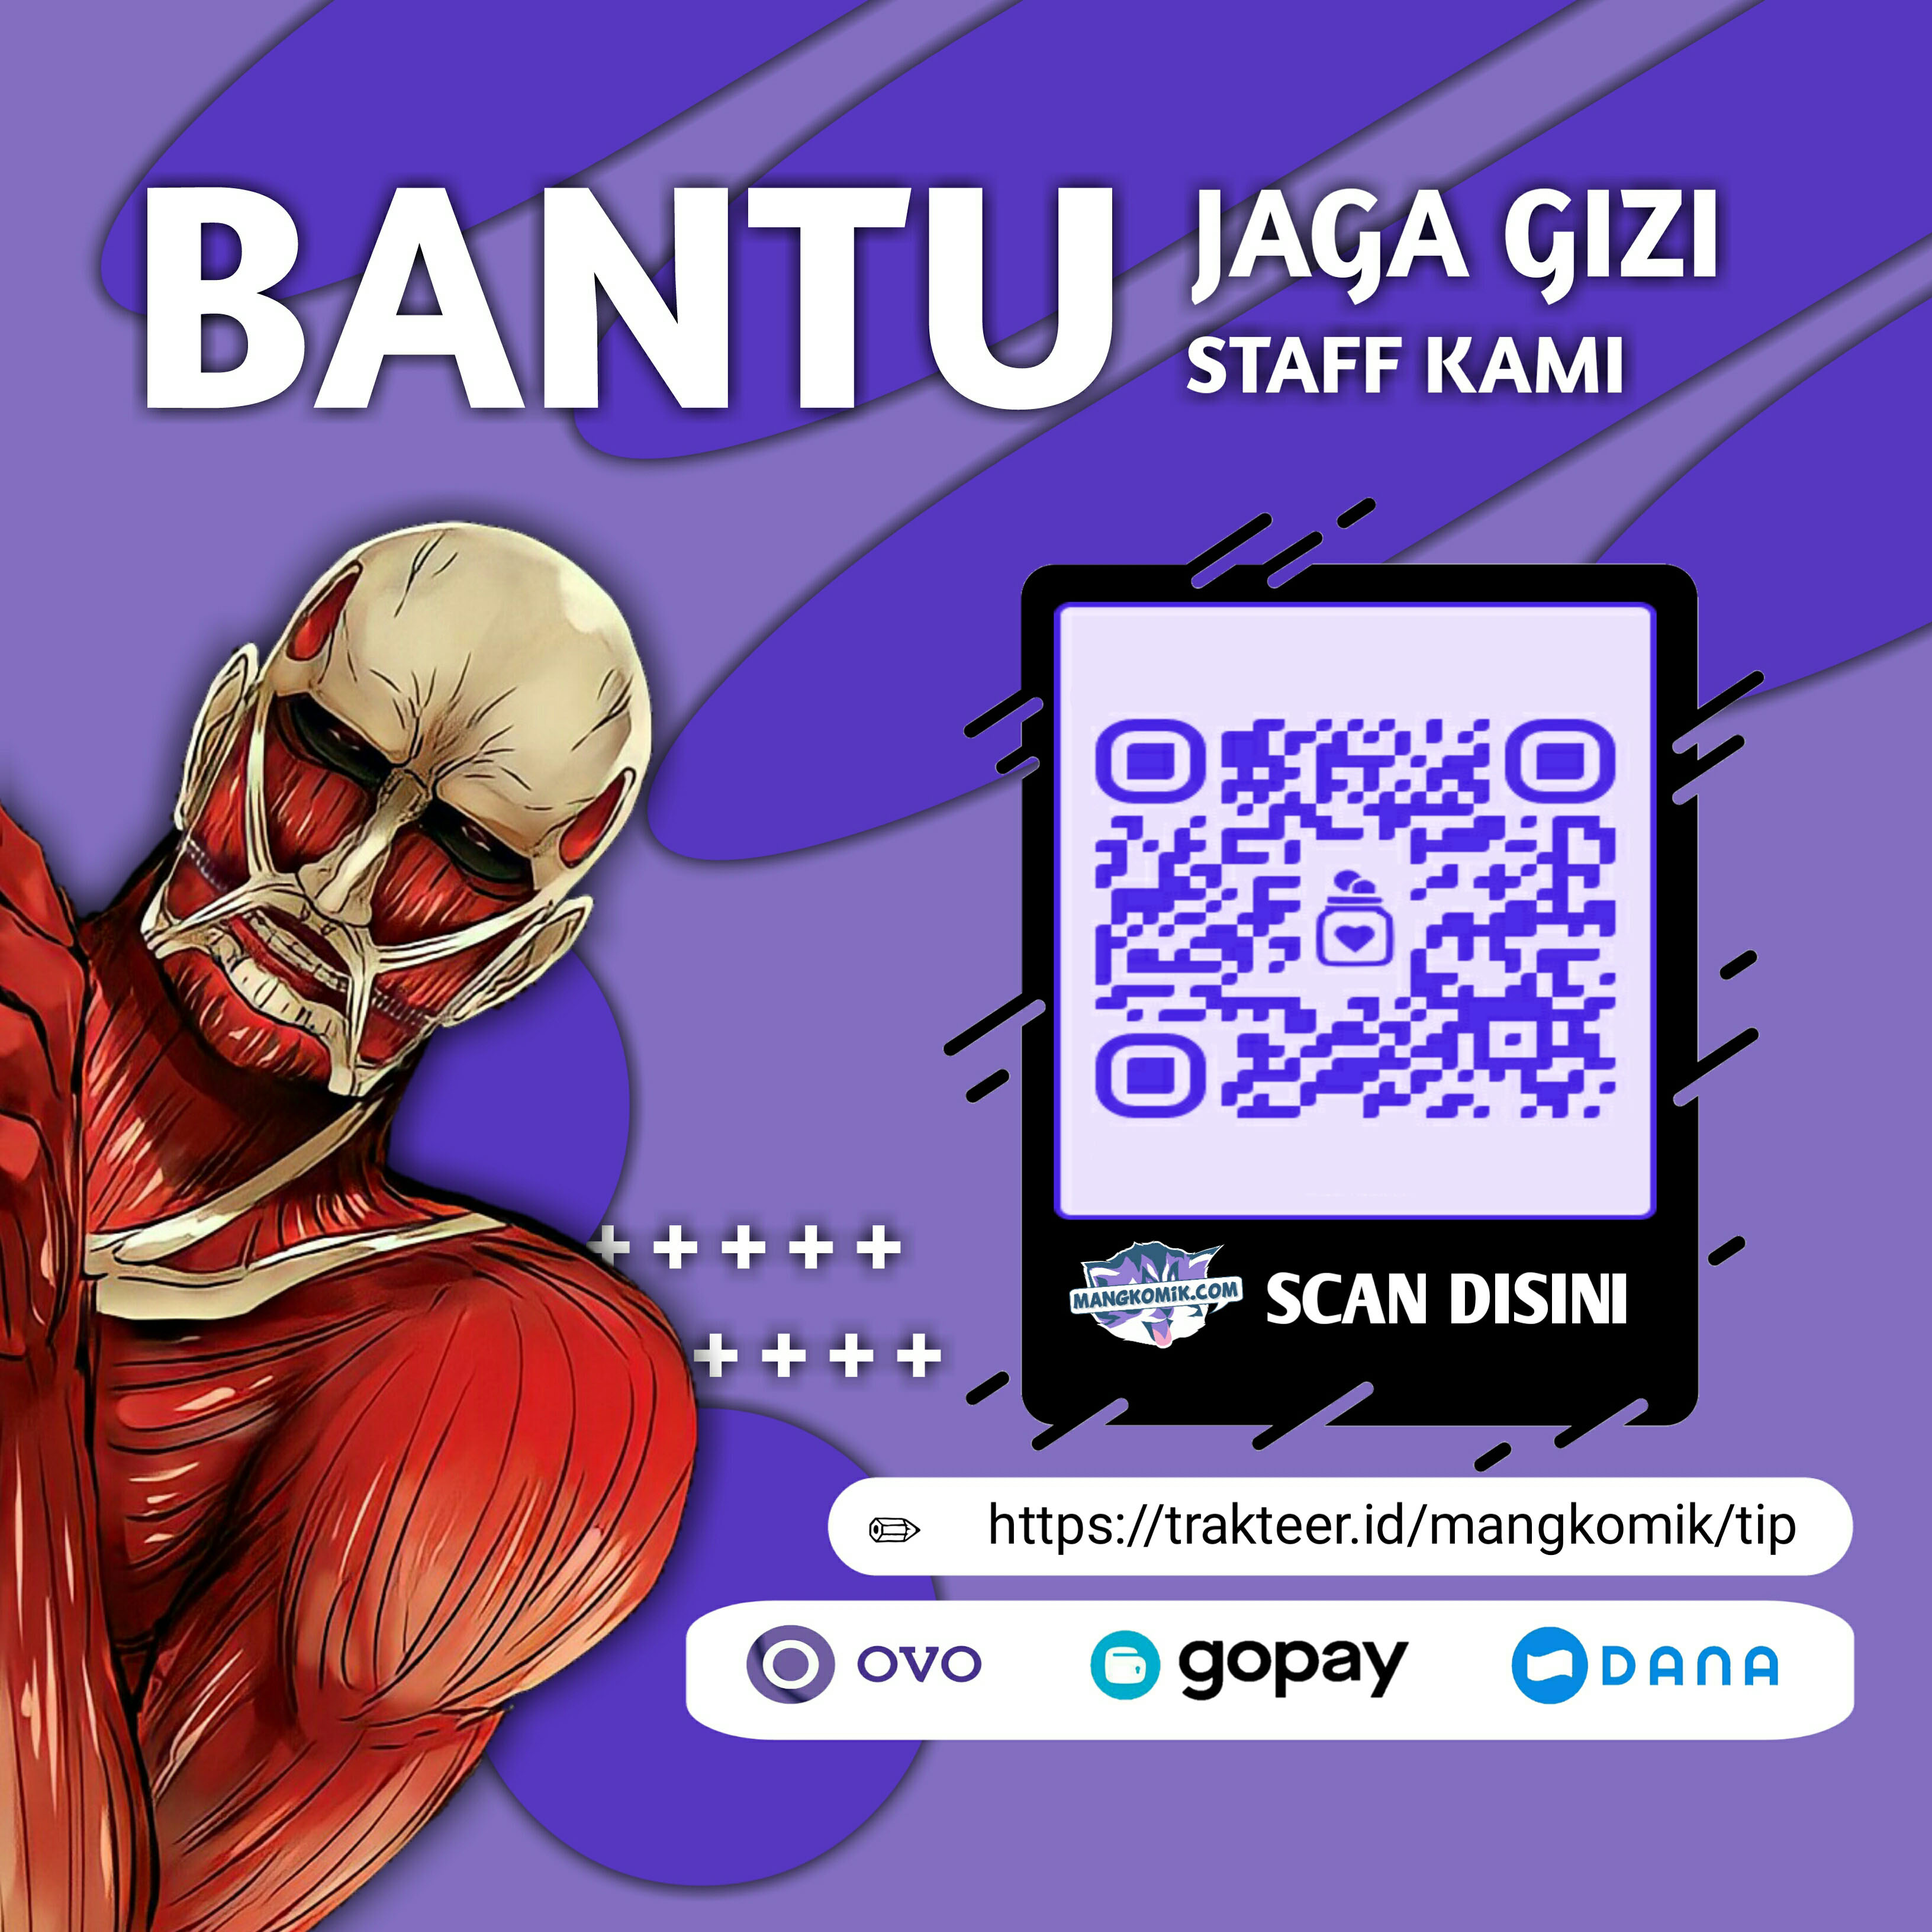 BANTU
JAGA GIZI
STAFF KAMI
MANGKOMIK.COM
SCAN DISINI
https://trakteer.id/mangkomik/tip
OVO
gopay
DANA